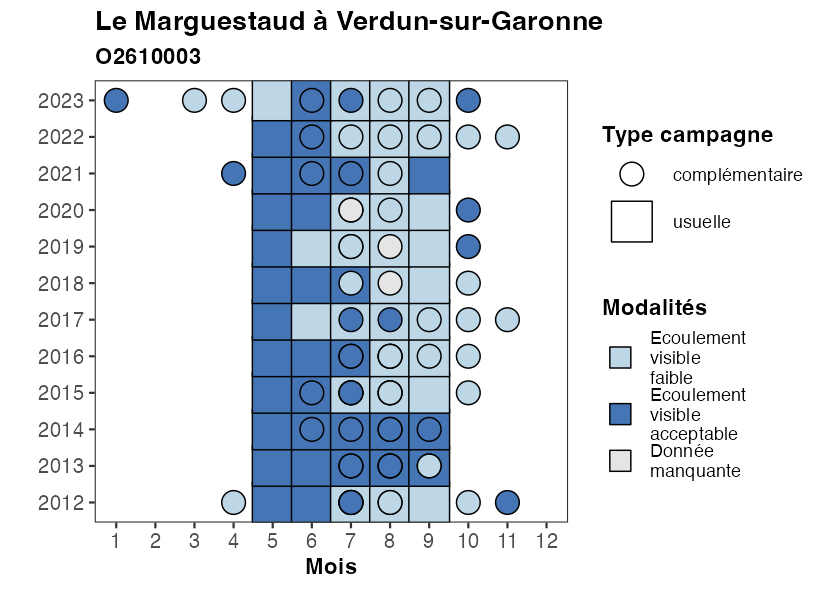 Le Marguestaud à Verdun-sur-Garonne
O2610003
2023
2022
2021
2020
2019
2018
2017
2016
2015
2014
2013
2012
1 2 3 4 5 6 7 8 9 10 11 12
Mois
Type campagne
complémentaire
usuelle
Modalités
Ecoulement
visible
faible
Ecoulement
visible
acceptable
Donnée
manquante